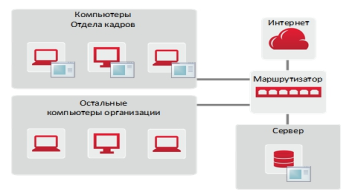 Компьютеры
Отдела кадров
Интернет
Маршрутизатор
Остальные
компьютеры организации
Сервер